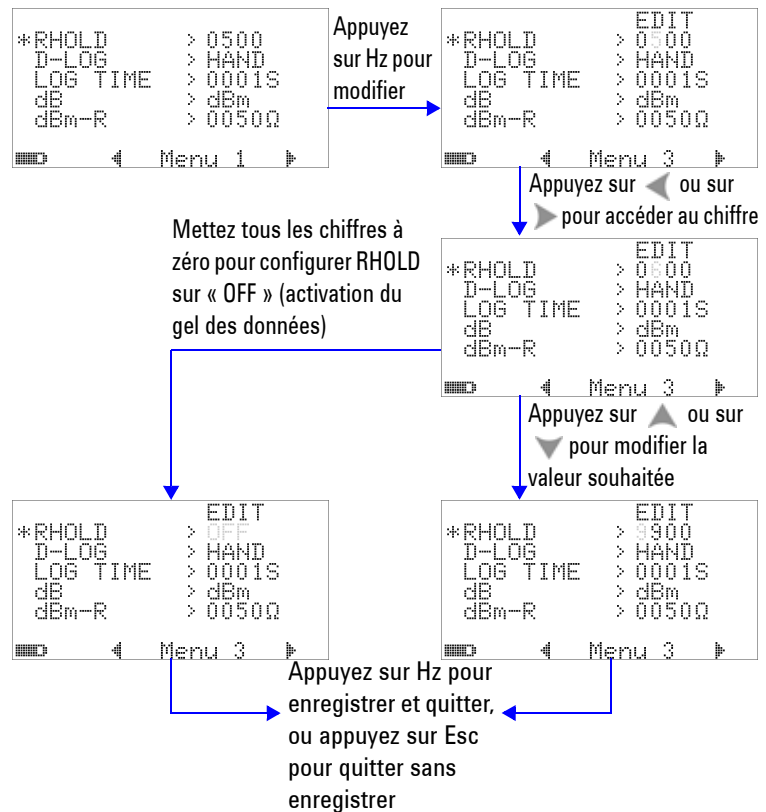 *RHOLD > 0500
D-LOG > HAND
LOG TIME > 0001S
dB > dBm
dBm-R > 0050Ω
Menu 1
Appuyez
sur Hz pour
modifier
EDIT
*RHOLD > 0500
D-LOG > HAND
LOG TIME > 0001S
dB > dBm
dBm-R > 0050Ω
Menu 3
Appuyez sur ou sur
pour accéder au chiffre
Mettez tous les chiffres à
zéro pour configurer RHOLD
sur « OFF » (activation du
gel des données)
EDIT
*RHOLD > 0600
D-LOG > HAND
LOG TIME > 0001S
dB > dBm
dBm-R > 0050Ω
Menu 3
Appuyez sur ou sur
pour modifier la
valeur souhaitée
EDIT
*RHOLD > OFF
D-LOG > HAND
LOG TIME > 0001S
dB > dBm
dBm-R > 0050Ω
Menu 3
EDIT
*RHOLD > 9900
D-LOG > HAND
LOG TIME > 0001S
dB > dBm
dBm-R > 0050Ω
Menu 3
Appuyez sur Hz pour
enregistrer et quitter,
ou appuyez sur Esc
pour quitter sans
enregistrer